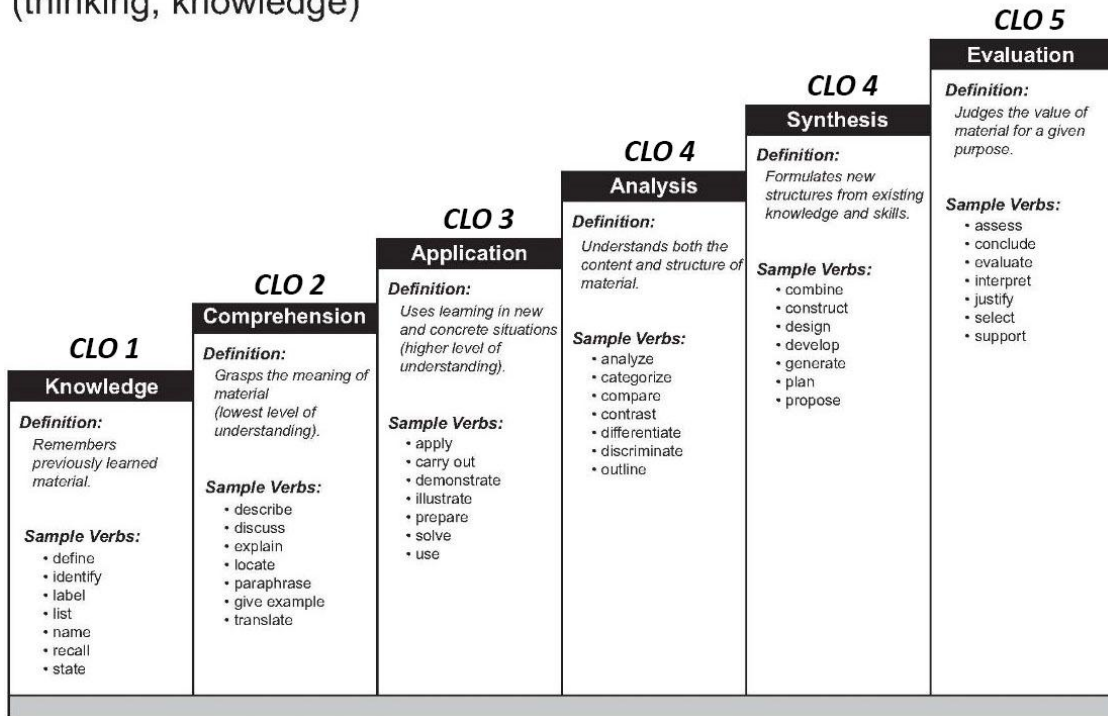 (thinking, knowledge)
CLO 1
Knowledge
Definition:
Remembers
previously learned
material.
Sample Verbs:
• define
• identify
• label
• list
• name
• recall
• state
CLO 2
Comprehension
Definition:
Grasps the meaning of
material
(lowest level of
understanding).
Sample Verbs:
• describe
• discuss
• explain
• locate
• paraphrase
• give example
• translate
CLO 3
Application
Definition:
Uses learning in new
and concrete situations
(higher level of
understanding).
Sample Verbs:
• apply
• carry out
• demonstrate
• illustrate
• prepare
• solve
• use
CLO 4
Analysis
Definition:
Understands both the
content and structure of
material.
Sample Verbs:
• analyze
• categorize
• compare
• contrast
• differentiate
• discriminate
• outline
CLO 4
Synthesis
Definition:
Formulates new
structures from existing
knowledge and skills.
Sample Verbs:
• combine
• construct
• design
• develop
• generate
• plan
• propose
CLO 5
Evaluation
Definition:
Judges the value of
material for a given
purpose.
Sample Verbs:
• assess
• conclude
• evaluate
• interpret
• justify
• select
• support